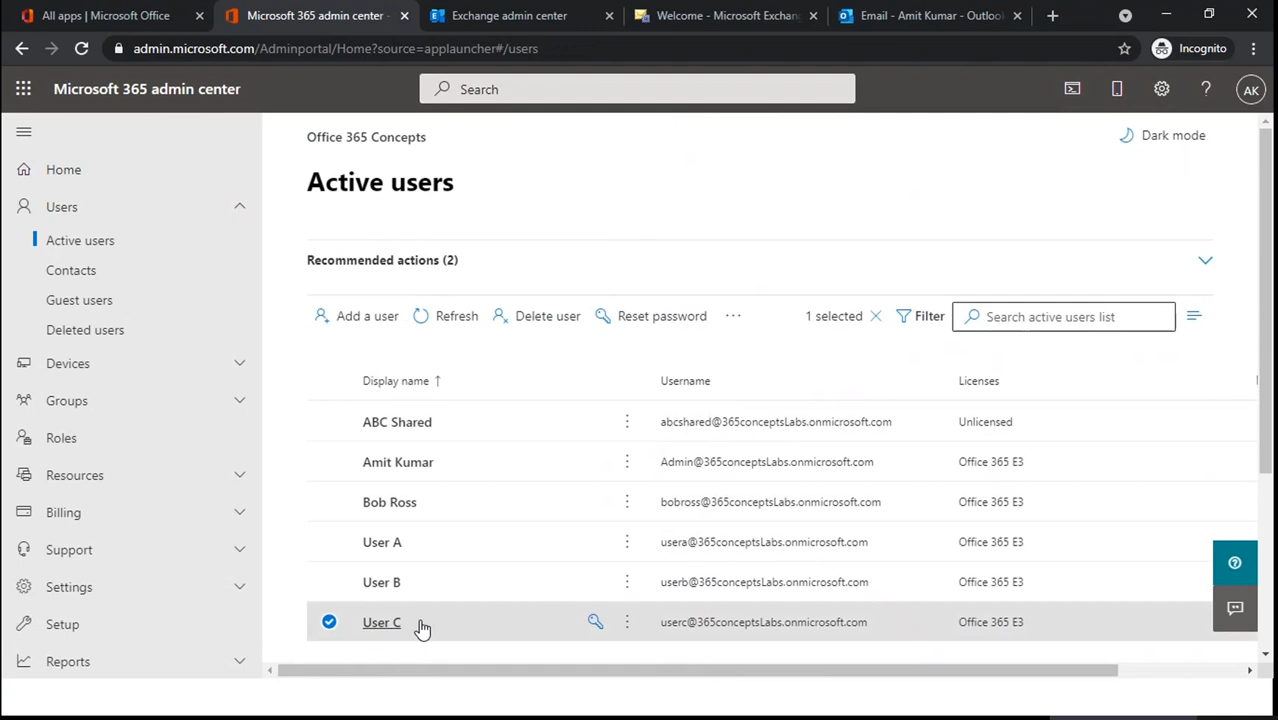 All apps | Microsoft Office
Microsoft 365 admin center -
Exchange admin center
Welcome - Microsoft Exchang
Email - Amit Kumar - Outlook
admin.microsoft.com/Adminportal/Home?source=applauncher#/users
Incognito
Microsoft 365 admin center
Search
AK
Office 365 Concepts
Dark mode
Active users
Home
Users
Active users
Contacts
Guest users
Deleted users
Devices
Groups
Roles
Resources
Billing
Support
Settings
Setup
Reports
Recommended actions (2)
Add a user
Refresh
Delete user
Reset password
1 selected
Filter
Search active users list
Display name ↑
Username
Licenses
ABC Shared
abcshared@365conceptsLabs.onmicrosoft.com
Unlicensed
Amit Kumar
Admin@365conceptsLabs.onmicrosoft.com
Office 365 E3
Bob Ross
bobross@365conceptsLabs.onmicrosoft.com
Office 365 E3
User A
usera@365conceptsLabs.onmicrosoft.com
Office 365 E3
User B
userb@365conceptsLabs.onmicrosoft.com
Office 365 E3
User C
userc@365conceptsLabs.onmicrosoft.com
Office 365 E3